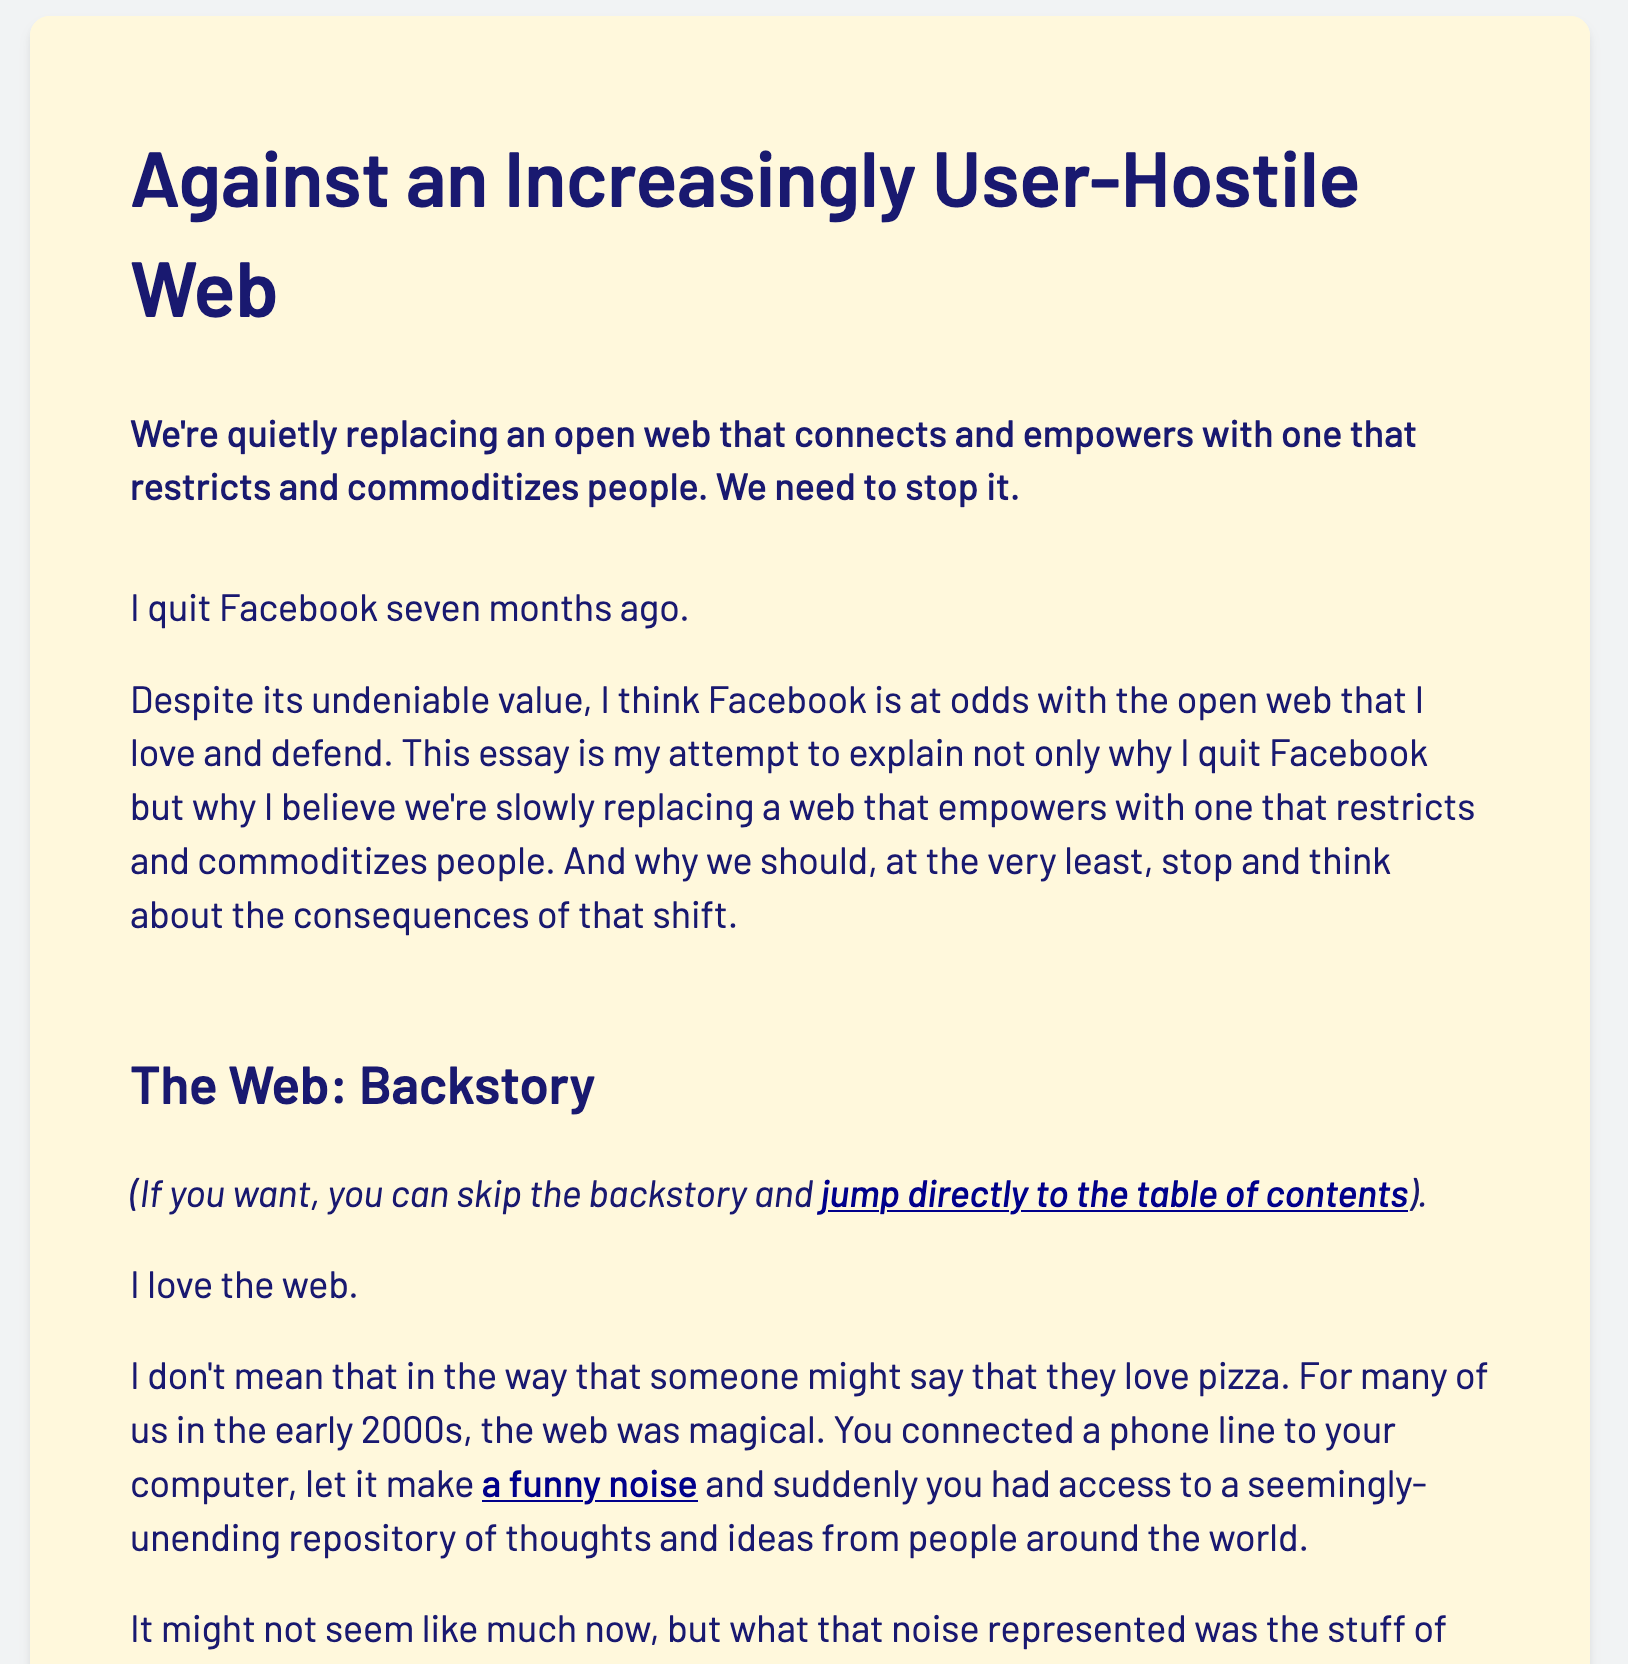 Against an Increasingly User-Hostile
Web
We're quietly replacing an open web that connects and empowers with one that
restricts and commoditizes people. We need to stop it.
I quit Facebook seven months ago.
Despite its undeniable value, I think Facebook is at odds with the open web that I
love and defend. This essay is my attempt to explain not only why I quit Facebook
but why I believe we're slowly replacing a web that empowers with one that restricts
and commoditizes people. And why we should, at the very least, stop and think
about the consequences of that shift.
The Web: Backstory
(If you want, you can skip the backstory and jump directly to the table of contents).
I love the web.
I don't mean that in the way that someone might say that they love pizza. For many of
us in the early 2000s, the web was magical. You connected a phone line to your
computer, let it make a funny noise and suddenly you had access to a seemingly-
unending repository of thoughts and ideas from people around the world.
It might not seem like much now, but what that noise represented was the stuff of